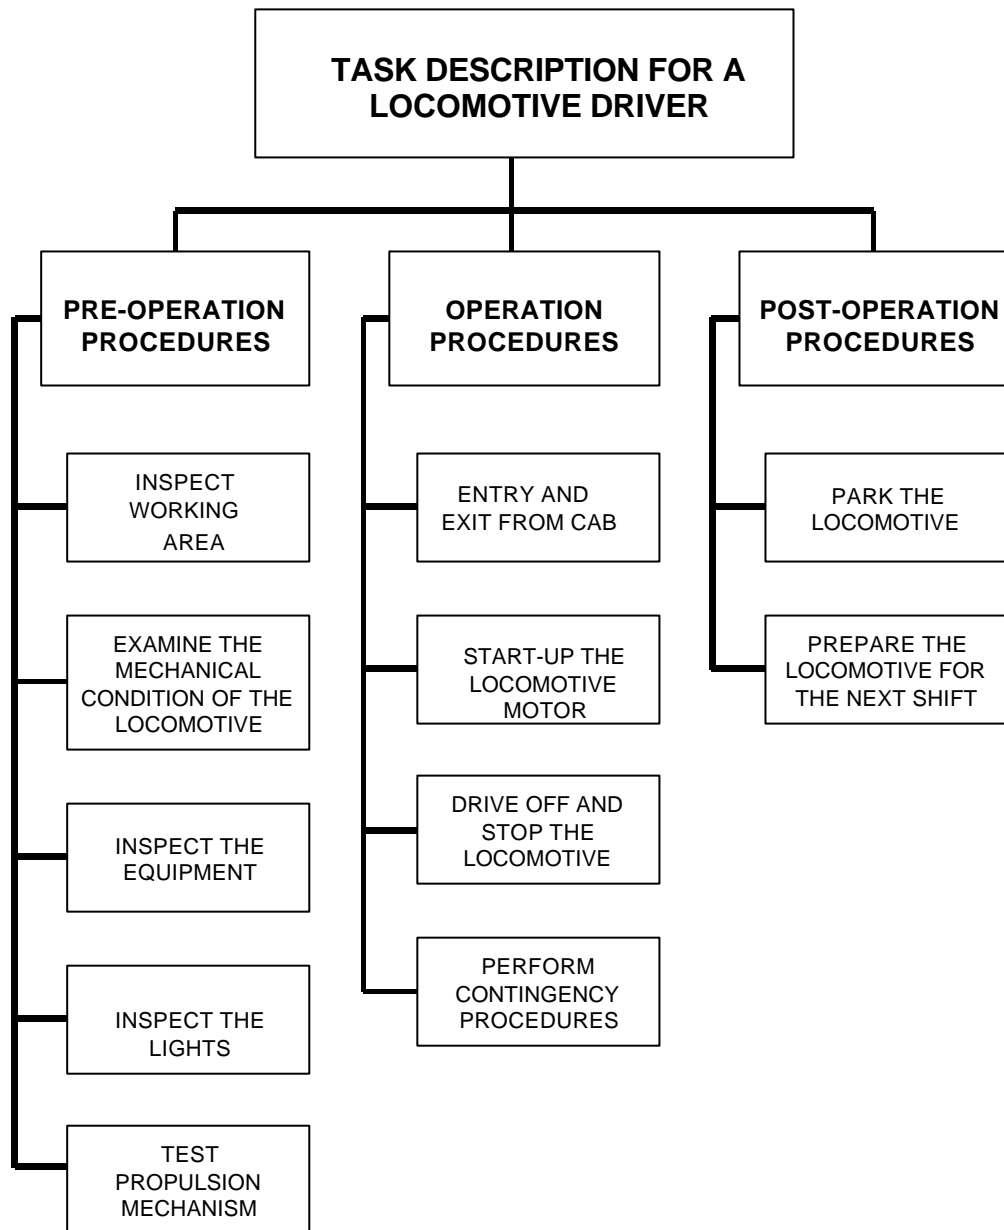 TASK DESCRIPTION FOR A
LOCOMOTIVE DRIVER
PRE-OPERATION
PROCEDURES
INSPECT
WORKING
AREA
EXAMINE THE
MECHANICAL
CONDITION OF THE
LOCOMOTIVE
INSPECT THE
EQUIPMENT
INSPECT THE
LIGHTS
TEST
PROPULSION
MECHANISM
OPERATION
PROCEDURES
ENTRY AND
EXIT FROM CAB
START-UP THE
LOCOMOTIVE
MOTOR
DRIVE OFF AND
STOP THE
LOCOMOTIVE
PERFORM
CONTINGENCY
PROCEDURES
POST-OPERATION
PROCEDURES
PARK THE
LOCOMOTIVE
PREPARE THE
LOCOMOTIVE FOR
THE NEXT SHIFT